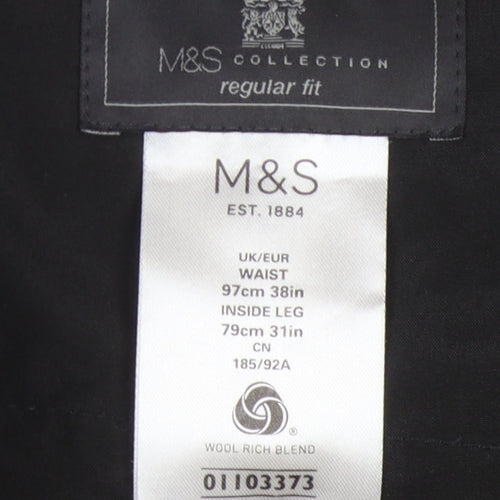 M&S COLLECTION
regular fit
M&S
EST. 1884
UK/EUR
WAIST
97cm 38in
INSIDE LEG
79cm 31in
CN
185/92A
®
WOOL RICH BLEND
01103373